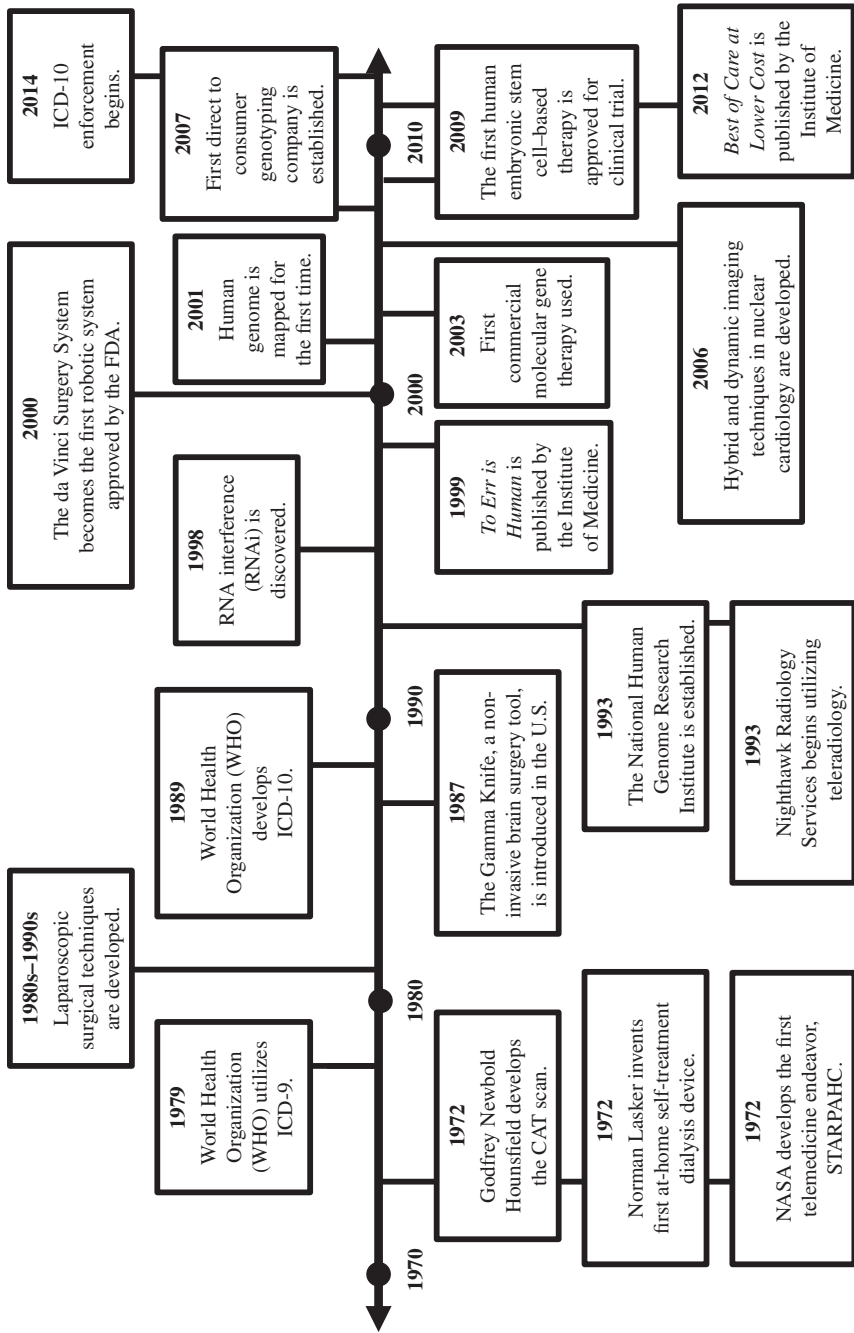 1980s–1990s
Laparoscopic
surgical techniques
are developed.
2000
The da Vinci Surgery System
becomes the first robotic system
approved by the FDA.
2014
ICD-10
enforcement
begins.
1979
World Health
Organization
(WHO) utilizes
ICD-9.
1989
World Health
Organization (WHO)
develops
ICD-10.
1998
RNA interference
(RNAi) is
discovered.
2001
Human
genome is
mapped for
the first time.
2007
First direct to
consumer
genotyping
company is
established.
1970
1980
1990
2000
2010
1972
Godfrey Newbold
Hounsfield develops
the CAT scan.
1987
The Gamma Knife, a non-
invasive brain surgery tool,
is introduced in the U.S.
1999
To Err is
Human is
published by
the Institute
of Medicine.
2003
First
commercial
molecular gene
therapy used.
2009
The first human
embryonic stem
cell–based
therapy is
approved for
clinical trial.
1972
Norman Lasker invents
first at-home self-treatment
dialysis device.
1993
The National Human
Genome Research
Institute is established.
2006
Hybrid and dynamic imaging
techniques in nuclear
cardiology are developed.
2012
Best of Care at
Lower Cost is
published by the
Institute of
Medicine.
1972
NASA develops the first
telemedicine endeavor,
STARPAHC.
1993
Nighthawk Radiology
Services begins utilizing
teleradiology.